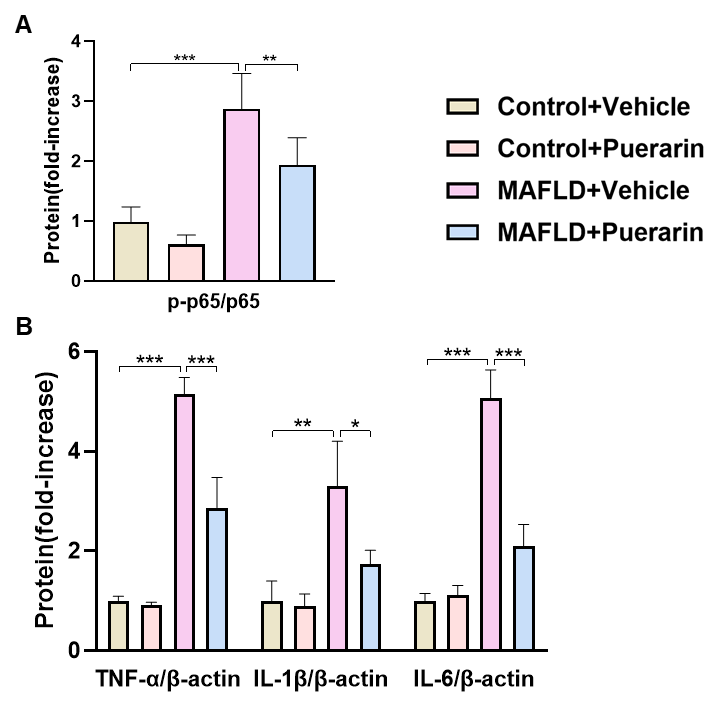 A
4
3
2
1
0
Protein(fold-increase)
***
**
p-p65/p65
Control+Vehicle
Control+Puerarin
MAFLD+Vehicle
MAFLD+Puerarin
B
6
4
2
0
Protein(fold-increase)
*** *** ** * *** ***
TNF-α/β-actin IL-1β/β-actin IL-6/β-actin